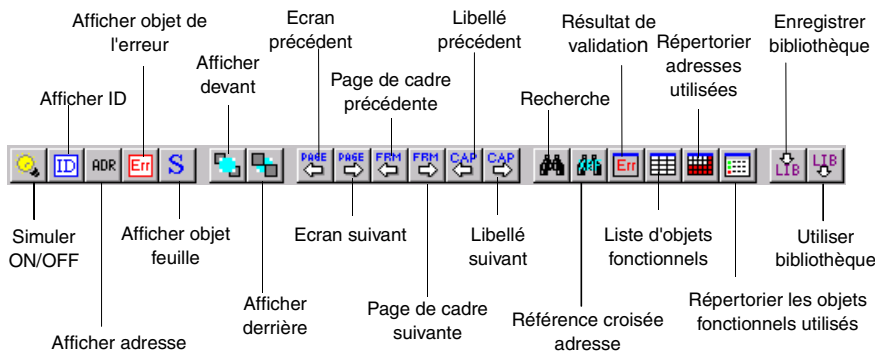 Afficher objet de
l'erreur
Ecran
précédent
Libellé
précédent
Résultat de
validation
Enregistrer
bibliothèque
Afficher ID
Afficher
devant
Page de cadre
précédente
Recherche
Répertorier
adresses
utilisées
ID ADR Err S PAGE PAGE FRM FRM CAP CAP Err LIB LIB
Simuler
ON/OFF
Afficher objet
feuille
Ecran suivant
Libellé
suivant
Liste d'objets
fonctionnels
Utiliser
bibliothèque
Afficher adresse
Afficher
derrière
Page de cadre
suivante
Référence croisée
adresse
Répertorier les objets
fonctionnels utilisés